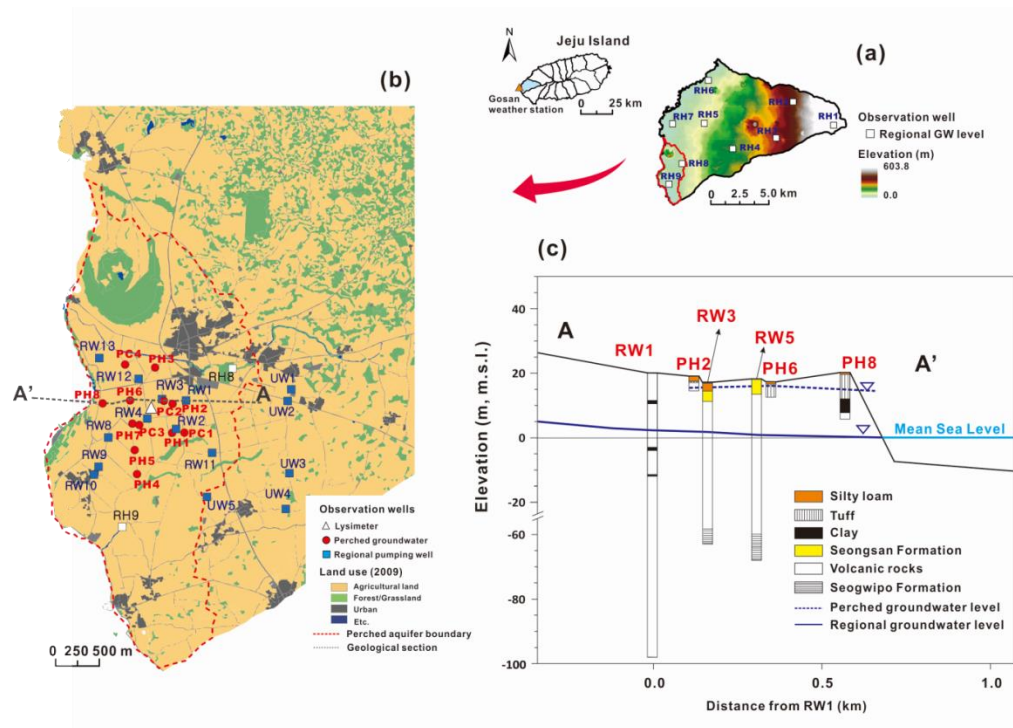 N
Jeju Island
(a)
Gosan
weather station
0 25 km
RH6
RH7
RH5
RH1
RH4
RH8
RH9
0 2.5 5.0 km
Observation well
Regional GW level
Elevation (m)
603.8
0.0
(b)
RW13
PC4
PH3
RW12
RH8
PH8
PH6
RW3
RW1
UW1
A'
A
RW4
PC2
PH2
UW2
RW8
PH7
PC3
RW2
PH1
PC1
RW9
PH5
RW11
UW3
RW10
PH4
UW5
UW4
RH9
Observation wells
Lysimeter
Perched groundwater
Regional pumping well
Land use (2009)
Agricultural land
Forest/Grassland
Urban
Etc.
Perched aquifer boundary
Geological section
0 250 500 m
(c)
Elevation (m, m.s.l.)
40
20
0
-20
-60
-80
-100
A
RW1
RW3
PH2
RW5
PH6
PH8
A'
Mean Sea Level
Silty loam
Tuff
Clay
Seongsan Formation
Volcanic rocks
Seogwipo Formation
Perched groundwater level
Regional groundwater level
0.0 0.5 1.0
Distance from RW1 (km)